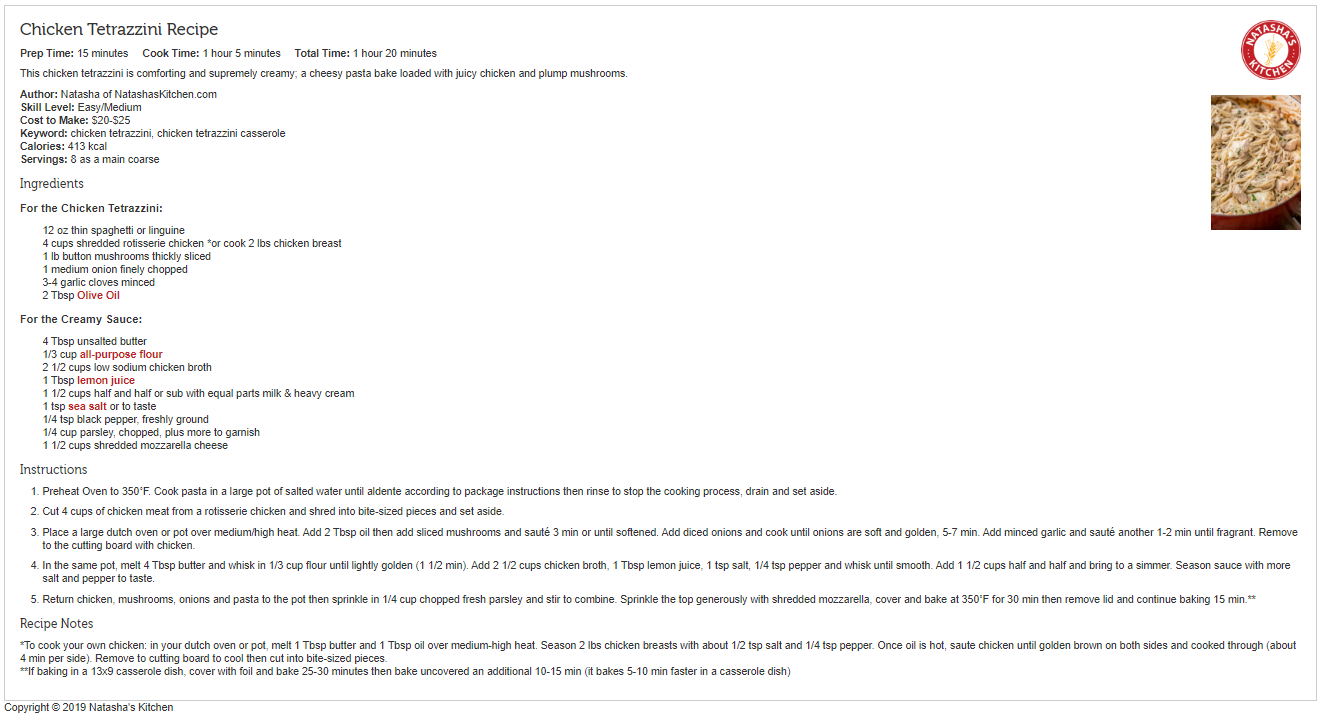 Chicken Tetrazzini Recipe
NATASHA'S KITCHEN
Prep Time: 15 minutes Cook Time: 1 hour 5 minutes Total Time: 1 hour 20 minutes
This chicken tetrazzini is comforting and supremely creamy; a cheesy pasta bake loaded with juicy chicken and plump mushrooms.
Author: Natasha of NatashasKitchen.com
Skill Level: Easy/Medium
Cost to Make: $20-$25
Keyword: chicken tetrazzini, chicken tetrazzini casserole
Calories: 413 kcal
Servings: 8 as a main coarse
Ingredients
For the Chicken Tetrazzini:
12 oz thin spaghetti or linguine
4 cups shredded rotisserie chicken *or cook 2 lbs chicken breast
1 lb button mushrooms thickly sliced
1 medium onion finely chopped
3-4 garlic cloves minced
2 Tbsp Olive Oil
For the Creamy Sauce:
4 Tbsp unsalted butter
1/3 cup all-purpose flour
2 1/2 cups low sodium chicken broth
1 Tbsp lemon juice
1 1/2 cups half and half or sub with equal parts milk & heavy cream
1 tsp sea salt or to taste
1/4 tsp black pepper, freshly ground
1/4 cup parsley, chopped, plus more to garnish
1 1/2 cups shredded mozzarella cheese
Instructions
1. Preheat Oven to 350°F. Cook pasta in a large pot of salted water until aldente according to package instructions then rinse to stop the cooking process, drain and set aside.
2. Cut 4 cups of chicken meat from a rotisserie chicken and shred into bite-sized pieces and set aside.
3. Place a large dutch oven or pot over medium/high heat. Add 2 Tbsp oil then add sliced mushrooms and sauté 3 min or until softened. Add diced onions and cook until onions are soft and golden, 5-7 min. Add minced garlic and sauté another 1-2 min until fragrant. Remove
to the cutting board with chicken.
4. In the same pot, melt 4 Tbsp butter and whisk in 1/3 cup flour until lightly golden (1 1/2 min). Add 2 1/2 cups chicken broth, 1 Tbsp lemon juice, 1 tsp salt, 1/4 tsp pepper and whisk until smooth. Add 1 1/2 cups half and half and bring to a simmer. Season sauce with more
salt and pepper to taste.
5. Return chicken, mushrooms, onions and pasta to the pot then sprinkle in 1/4 cup chopped fresh parsley and stir to combine. Sprinkle the top generously with shredded mozzarella, cover and bake at 350°F for 30 min then remove lid and continue baking 15 min.**
Recipe Notes
*To cook your own chicken: in your dutch oven or pot, melt 1 Tbsp butter and 1 Tbsp oil over medium-high heat. Season 2 lbs chicken breasts with about 1/2 tsp salt and 1/4 tsp pepper. Once oil is hot, saute chicken until golden brown on both sides and cooked through (about
4 min per side). Remove to cutting board to cool then cut into bite-sized pieces.
**If baking in a 13x9 casserole dish, cover with foil and bake 25-30 minutes then bake uncovered an additional 10-15 min (it bakes 5-10 min faster in a casserole dish)
Copyright © 2019 Natasha's Kitchen